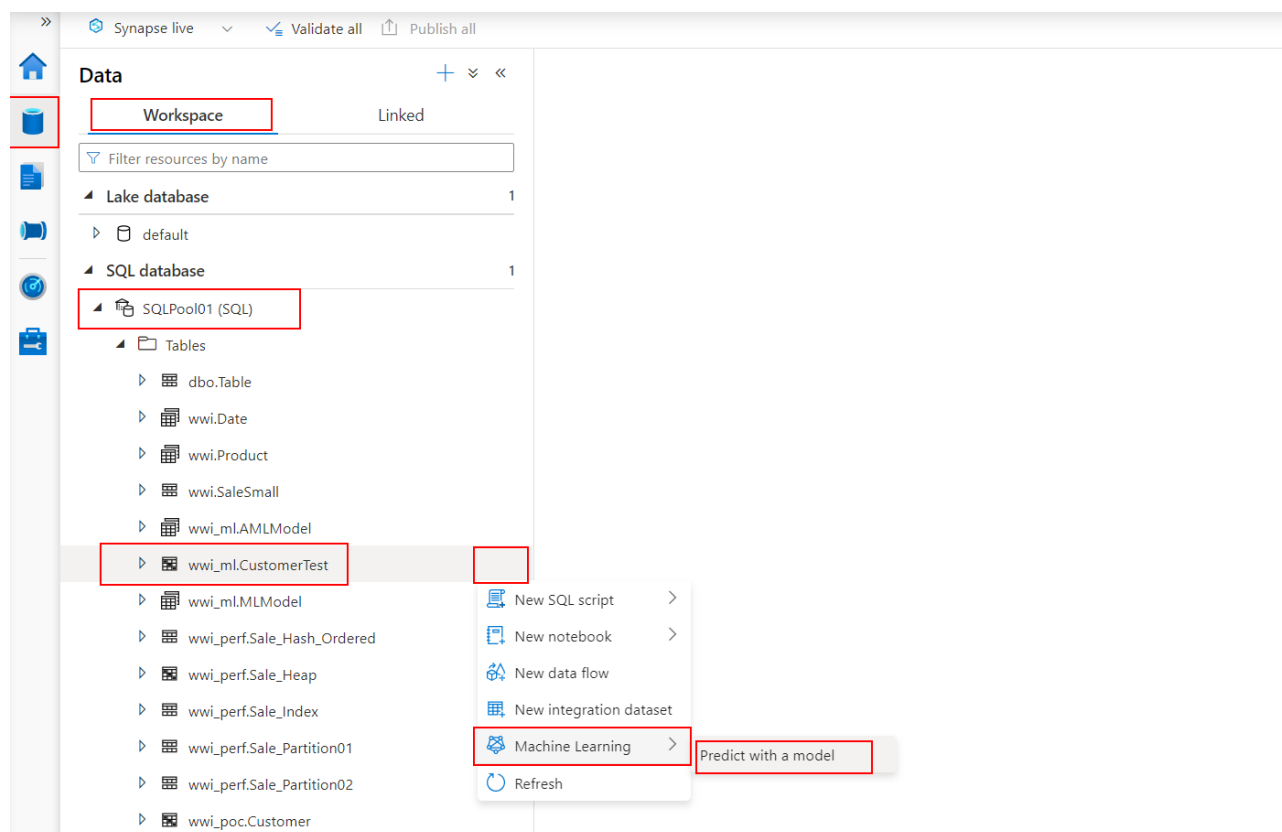 Synapse live Validate all Publish all
Data
Workspace Linked
Filter resources by name
Lake database 1
default
SQL database 1
SQLPool01 (SQL)
Tables
dbo.Table
wwi.Date
wwi.Product
wwi.SaleSmall
wwi_ml.AMLModel
wwi_ml.CustomerTest
wwi_ml.MLModel
wwi_perf.Sale_Hash_Ordered
wwi_perf.Sale_Heap
wwi_perf.Sale_Index
wwi_perf.Sale_Partition01
wwi_perf.Sale_Partition02
wwi_poc.Customer
New SQL script
New notebook
New data flow
New integration dataset
Machine Learning
Refresh
Predict with a model